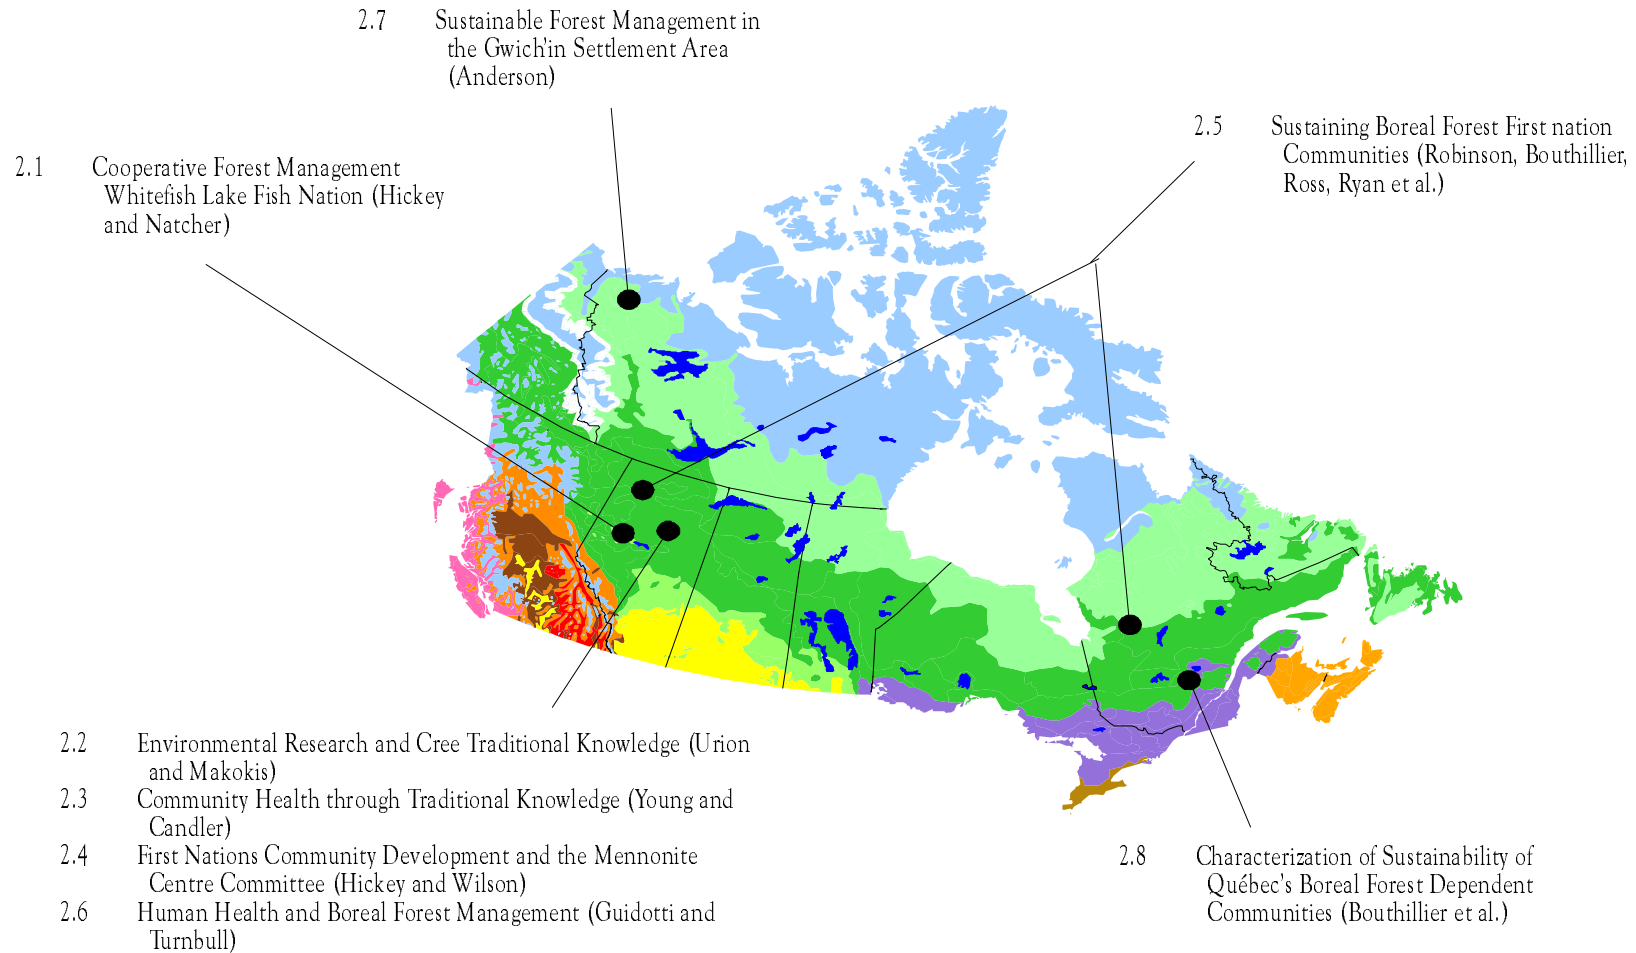 2.7 Sustainable Forest Management in
the Gwich'in Settlement Area
(Anderson)
2.5 Sustaining Boreal Forest First nation
Communities (Robinson, Bouthillier,
Ross, Ryan et al.)
2.1 Cooperative Forest Management
Whitefish Lake Fish Nation (Hickey
and Natcher)
2.2 Environmental Research and Cree Traditional Knowledge (Urion
and Makokis)
2.3 Community Health through Traditional Knowledge (Young and
Candler)
2.4 First Nations Community Development and the Mennonite
Centre Committee (Hickey and Wilson)
2.6 Human Health and Boreal Forest Management (Guidotti and
Turnbull)
2.8 Characterization of Sustainability of
Québec's Boreal Forest Dependent
Communities (Bouthillier et al.)